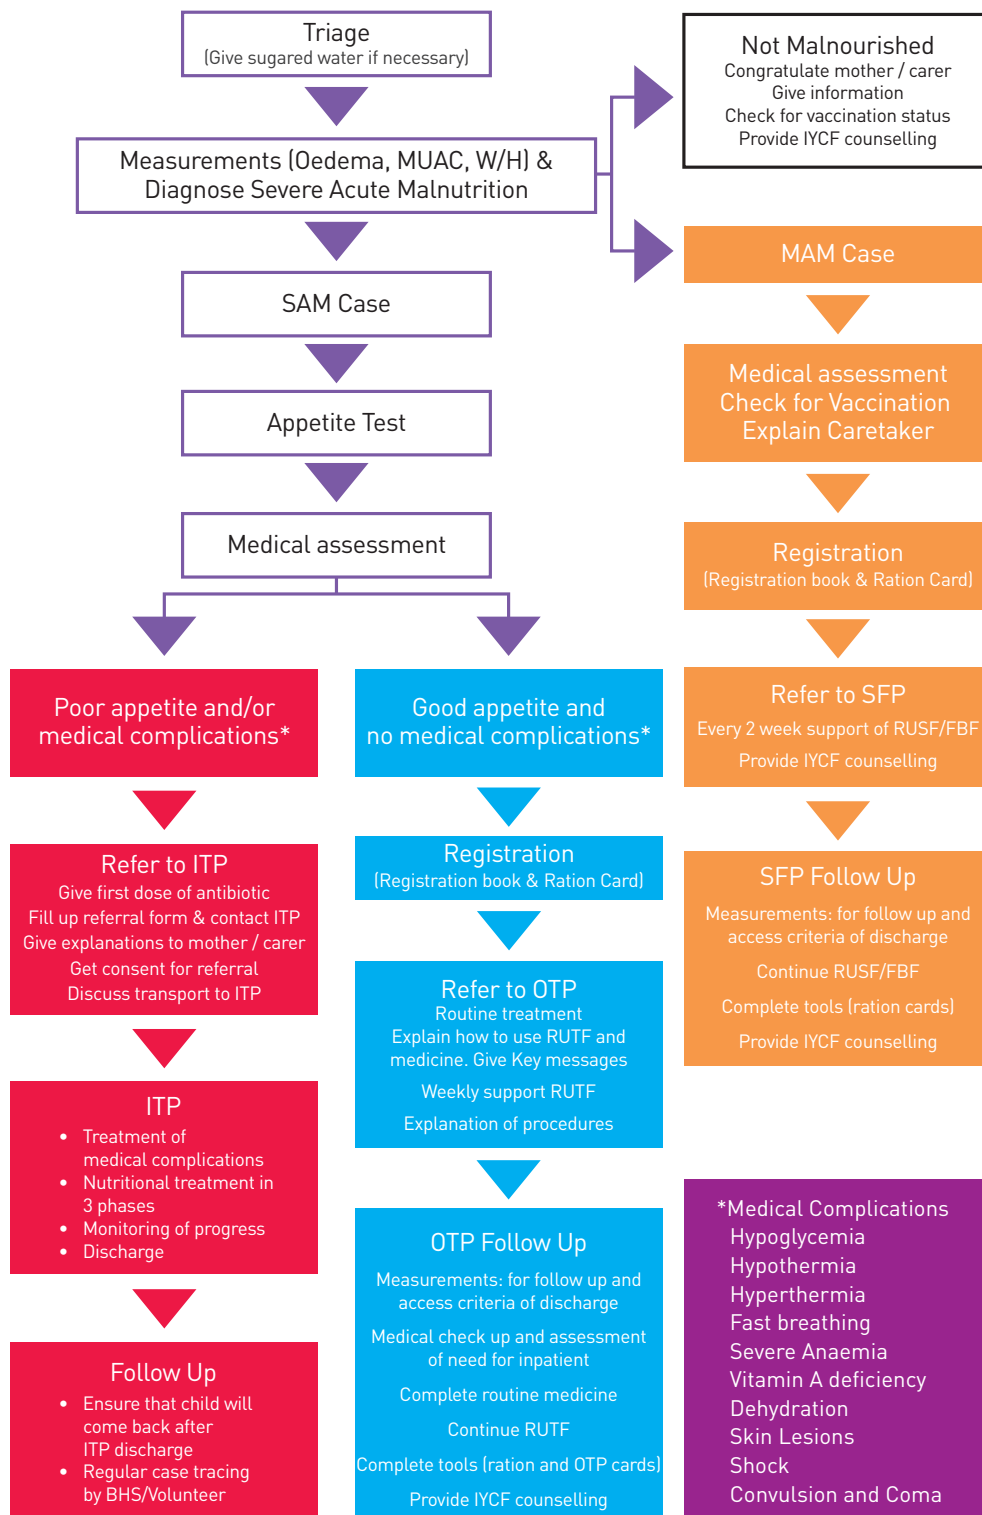 Triage
(Give sugared water if necessary)
Measurements (Oedema, MUAC, W/H) &
Diagnose Severe Acute Malnutrition
SAM Case
Appetite Test
Medical assessment
Not Malnourished
Congratulate mother / carer
Give information
Check for vaccination status
Provide IYCF counselling
MAM Case
Medical assessment
Check for Vaccination
Explain Caretaker
Registration
(Registration book & Ration Card)
Refer to SFP
Every 2 week support of RUSF/FBF
Provide IYCF counselling
SFP Follow Up
Measurements: for follow up and
access criteria of discharge
Continue RUSF/FBF
Complete tools (ration cards)
Provide IYCF counselling
Poor appetite and/or
medical complications*
Refer to ITP
Give first dose of antibiotic
Fill up referral form & contact ITP
Give explanations to mother / carer
Get consent for referral
Discuss transport to ITP
ITP
• Treatment of
medical complications
• Nutritional treatment in
3 phases
• Monitoring of progress
• Discharge
Follow Up
• Ensure that child will
come back after
ITP discharge
• Regular case tracing
by BHS/Volunteer
Good appetite and
no medical complications*
Registration
(Registration book & Ration Card)
Refer to OTP
Routine treatment
Explain how to use RUTF and
medicine. Give Key messages
Weekly support RUTF
Explanation of procedures
OTP Follow Up
Measurements: for follow up and
access criteria of discharge
Medical check up and assessment
of need for inpatient
Complete routine medicine
Continue RUTF
Complete tools (ration and OTP cards)
Provide IYCF counselling
*Medical Complications
Hypoglycemia
Hypothermia
Hyperthermia
Fast breathing
Severe Anaemia
Vitamin A deficiency
Dehydration
Skin Lesions
Shock
Convulsion and Coma